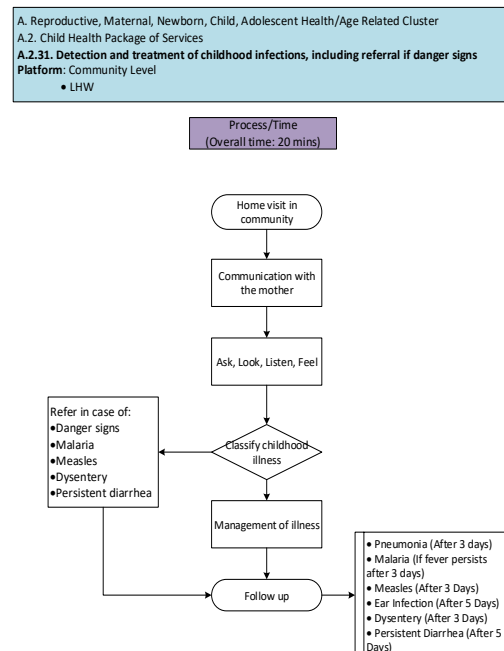 A. Reproductive, Maternal, Newborn, Child, Adolescent Health/Age Related Cluster
A.2. Child Health Package of Services
A.2.31. Detection and treatment of childhood infections, including referral if danger signs
Platform: Community Level
• LHW
Process/Time
(Overall time: 20 mins)
Home visit in
community
Communication with
the mother
Ask, Look, Listen, Feel
Classify childhood
illness
Refer in case of:
•Danger signs
•Malaria
•Measles
•Dysentery
•Persistent diarrhea
Management of illness
Follow up
• Pneumonia (After 3 days)
• Malaria (If fever persists
after 3 days)
• Measles (After 3 Days)
• Ear Infection (After 5 Days)
• Dysentery (After 3 Days)
• Persistent Diarrhea (After 5
Days)